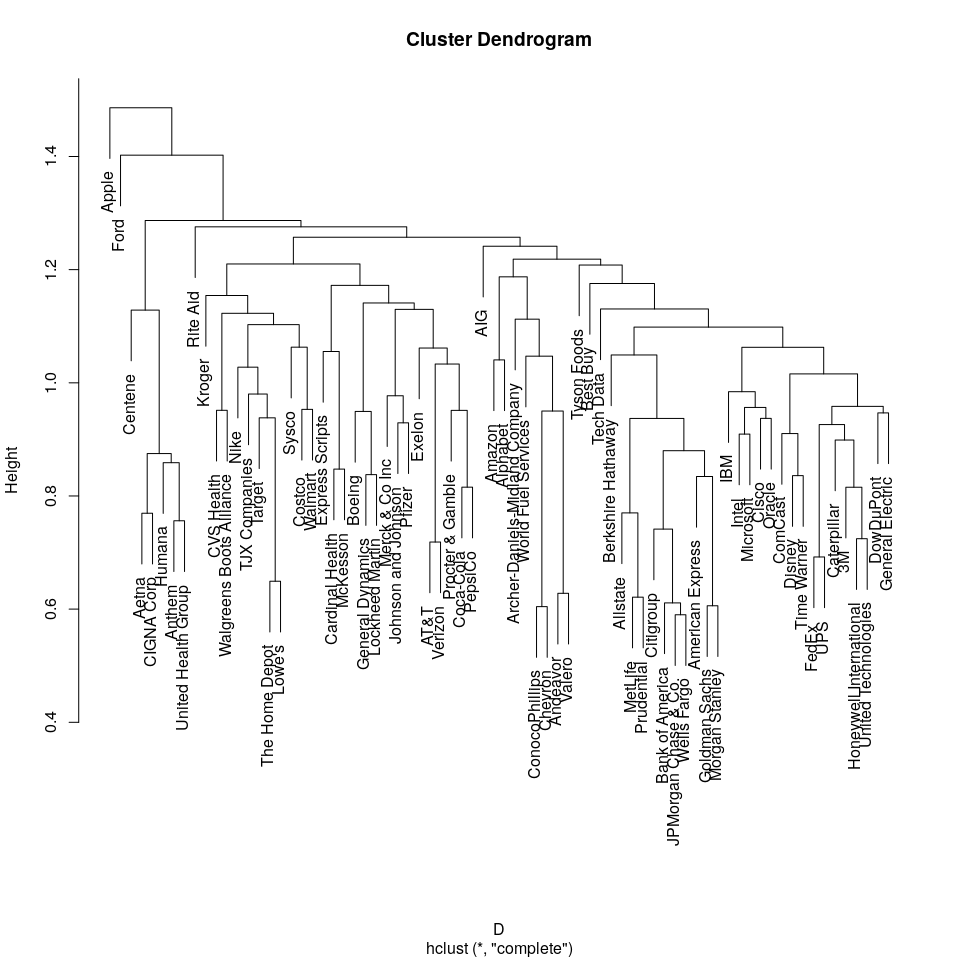 Cluster Dendrogram
Height
1.4
1.2
1.0
0.8
0.6
0.4
Apple
Ford
Centene
Aetna
CIGNA Corp
Humana
Anthem
United Health Group
Rite Aid
Kroger
CVS Health
Walgreens Boots Alliance
Nike
TJX Companies
Target
The Home Depot
Lowe's
Sysco
Costco
Walmart
Express Scripts
Cardinal Health
McKesson
Boeing
General Dynamics
Lockheed Martin
Merck & Co Inc
Johnson and Johnson
Pfizer
Exelon
AT&T
Verizon
Procter & Gamble
Coca-Cola
PepsiCo
AIG
Amazon
Alphabet
Archer-Daniels-Midland Company
World Fuel Services
ConocoPhillips
Chevron
Andeavor
Valero
Tyson Foods
Best Buy
Tech Data
Berkshire Hathaway
Allstate
MetLife
Prudential
Citigroup
Bank of America
JPMorgan Chase & Co.
Wells Fargo
American Express
Goldman Sachs
Morgan Stanley
IBM
Intel
Microsoft
Cisco
Oracle
ComCast
Disney
Time Warner
FedEx
UPS
Caterpillar
3M
Honeywell International
United Technologies
DowDuPont
General Electric
D
hclust (*, "complete")